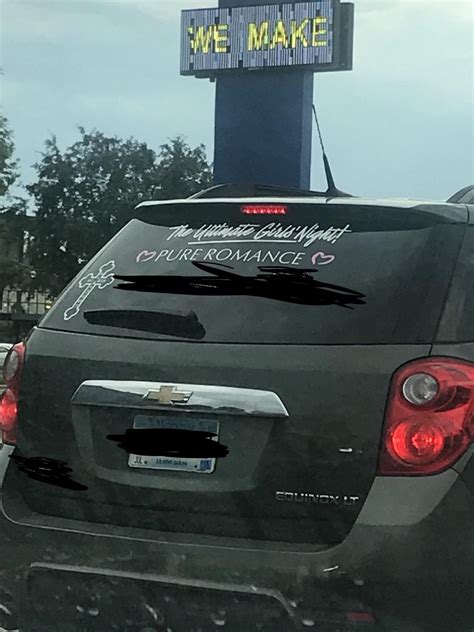 WE MAKE
The Ultimate Girls' Night!
PURE ROMANCE
EQUINOX LT